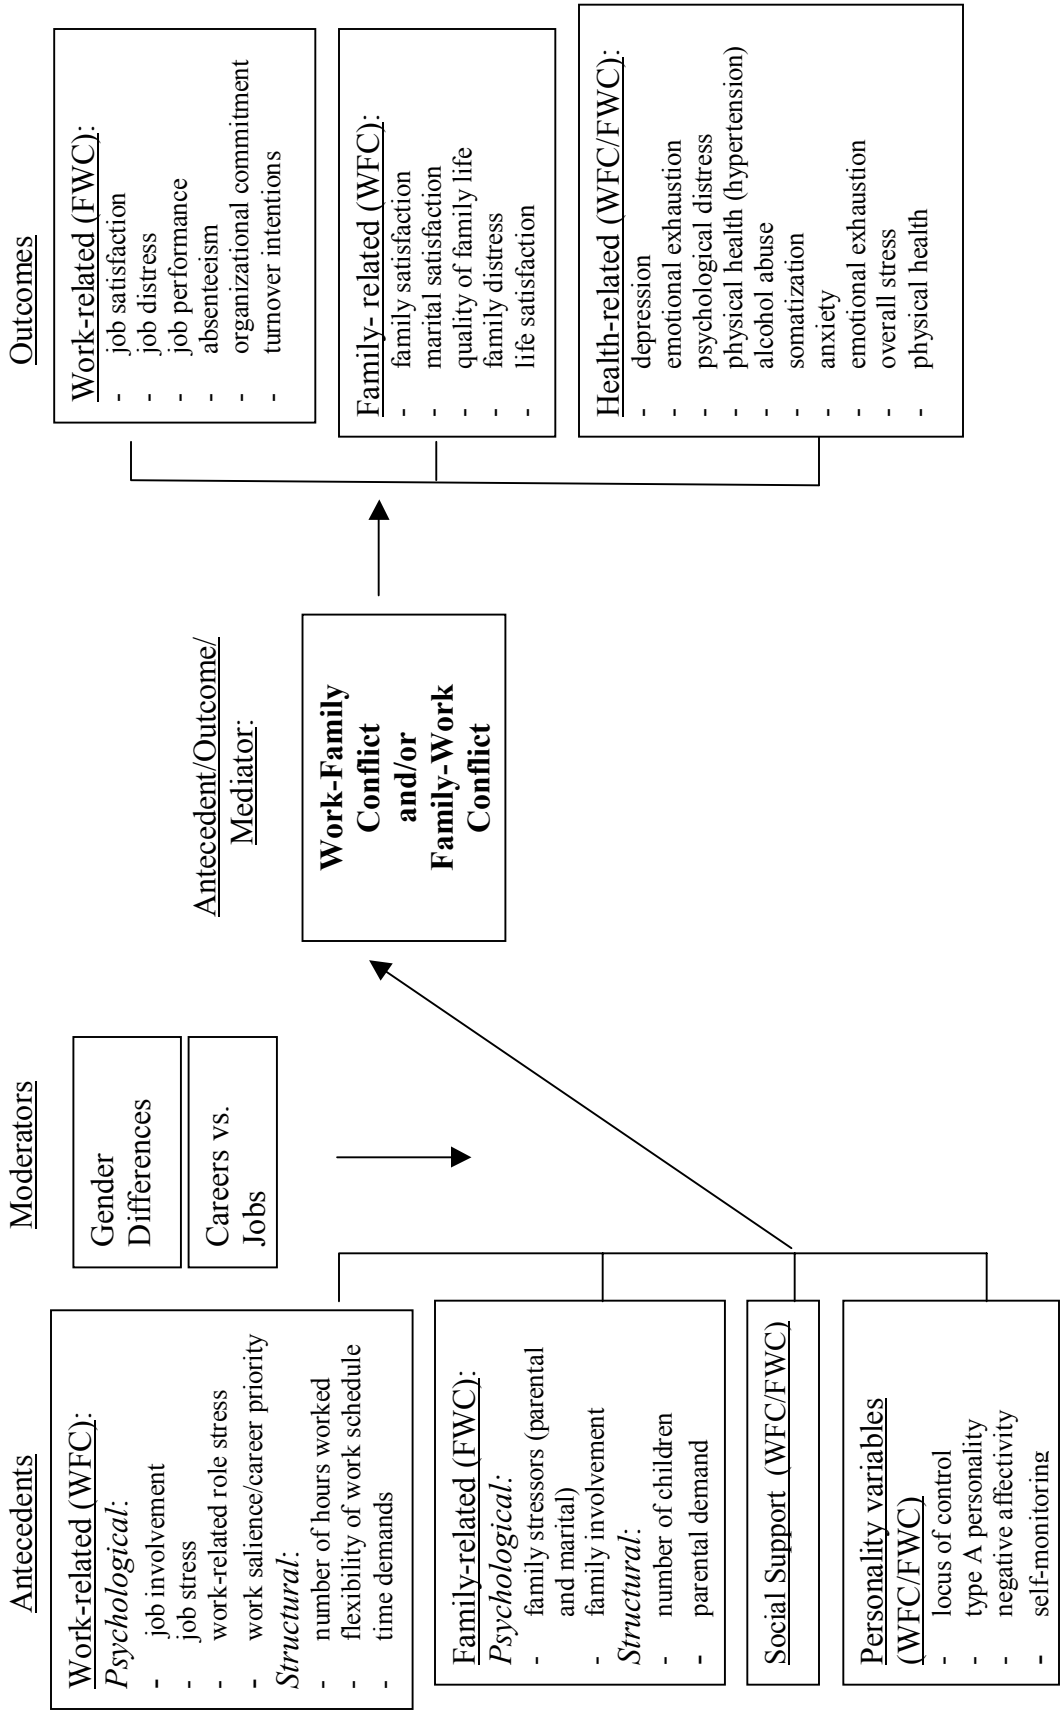 Antecedents
Work-related (WFC):
Psychological:
- job involvement
- job stress
- work-related role stress
- work salience/career priority
Structural:
- number of hours worked
- flexibility of work schedule
- time demands
Family-related (FWC):
Psychological:
- family stressors (parental
and marital)
- family involvement
Structural:
- number of children
- parental demand
Social Support (WFC/FWC)
Personality variables
(WFC/FWC)
- locus of control
- type A personality
- negative affectivity
- self-monitoring
Moderators
Gender
Differences
Careers vs.
Jobs
Antecedent/Outcome/
Mediator:
Work-Family
Conflict
and/or
Family-Work
Conflict
Outcomes
Work-related (FWC):
- job satisfaction
- job distress
- job performance
- absenteeism
- organizational commitment
- turnover intentions
Family- related (WFC):
- family satisfaction
- marital satisfaction
- quality of family life
- family distress
- life satisfaction
Health-related (WFC/FWC):
- depression
- emotional exhaustion
- psychological distress
- physical health (hypertension)
- alcohol abuse
- somatization
- anxiety
- emotional exhaustion
- overall stress
- physical health